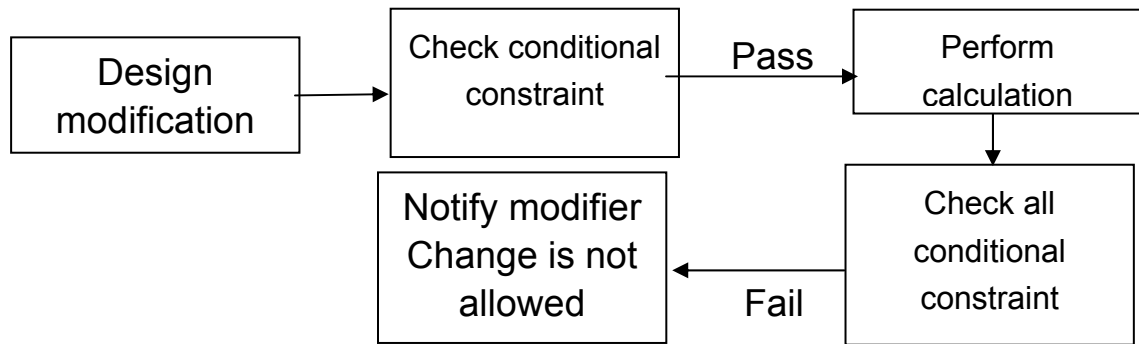 Design
modification
Check conditional
constraint
Pass
Perform
calculation
Check all
conditional
constraint
Fail
Notify modifier
Change is not
allowed